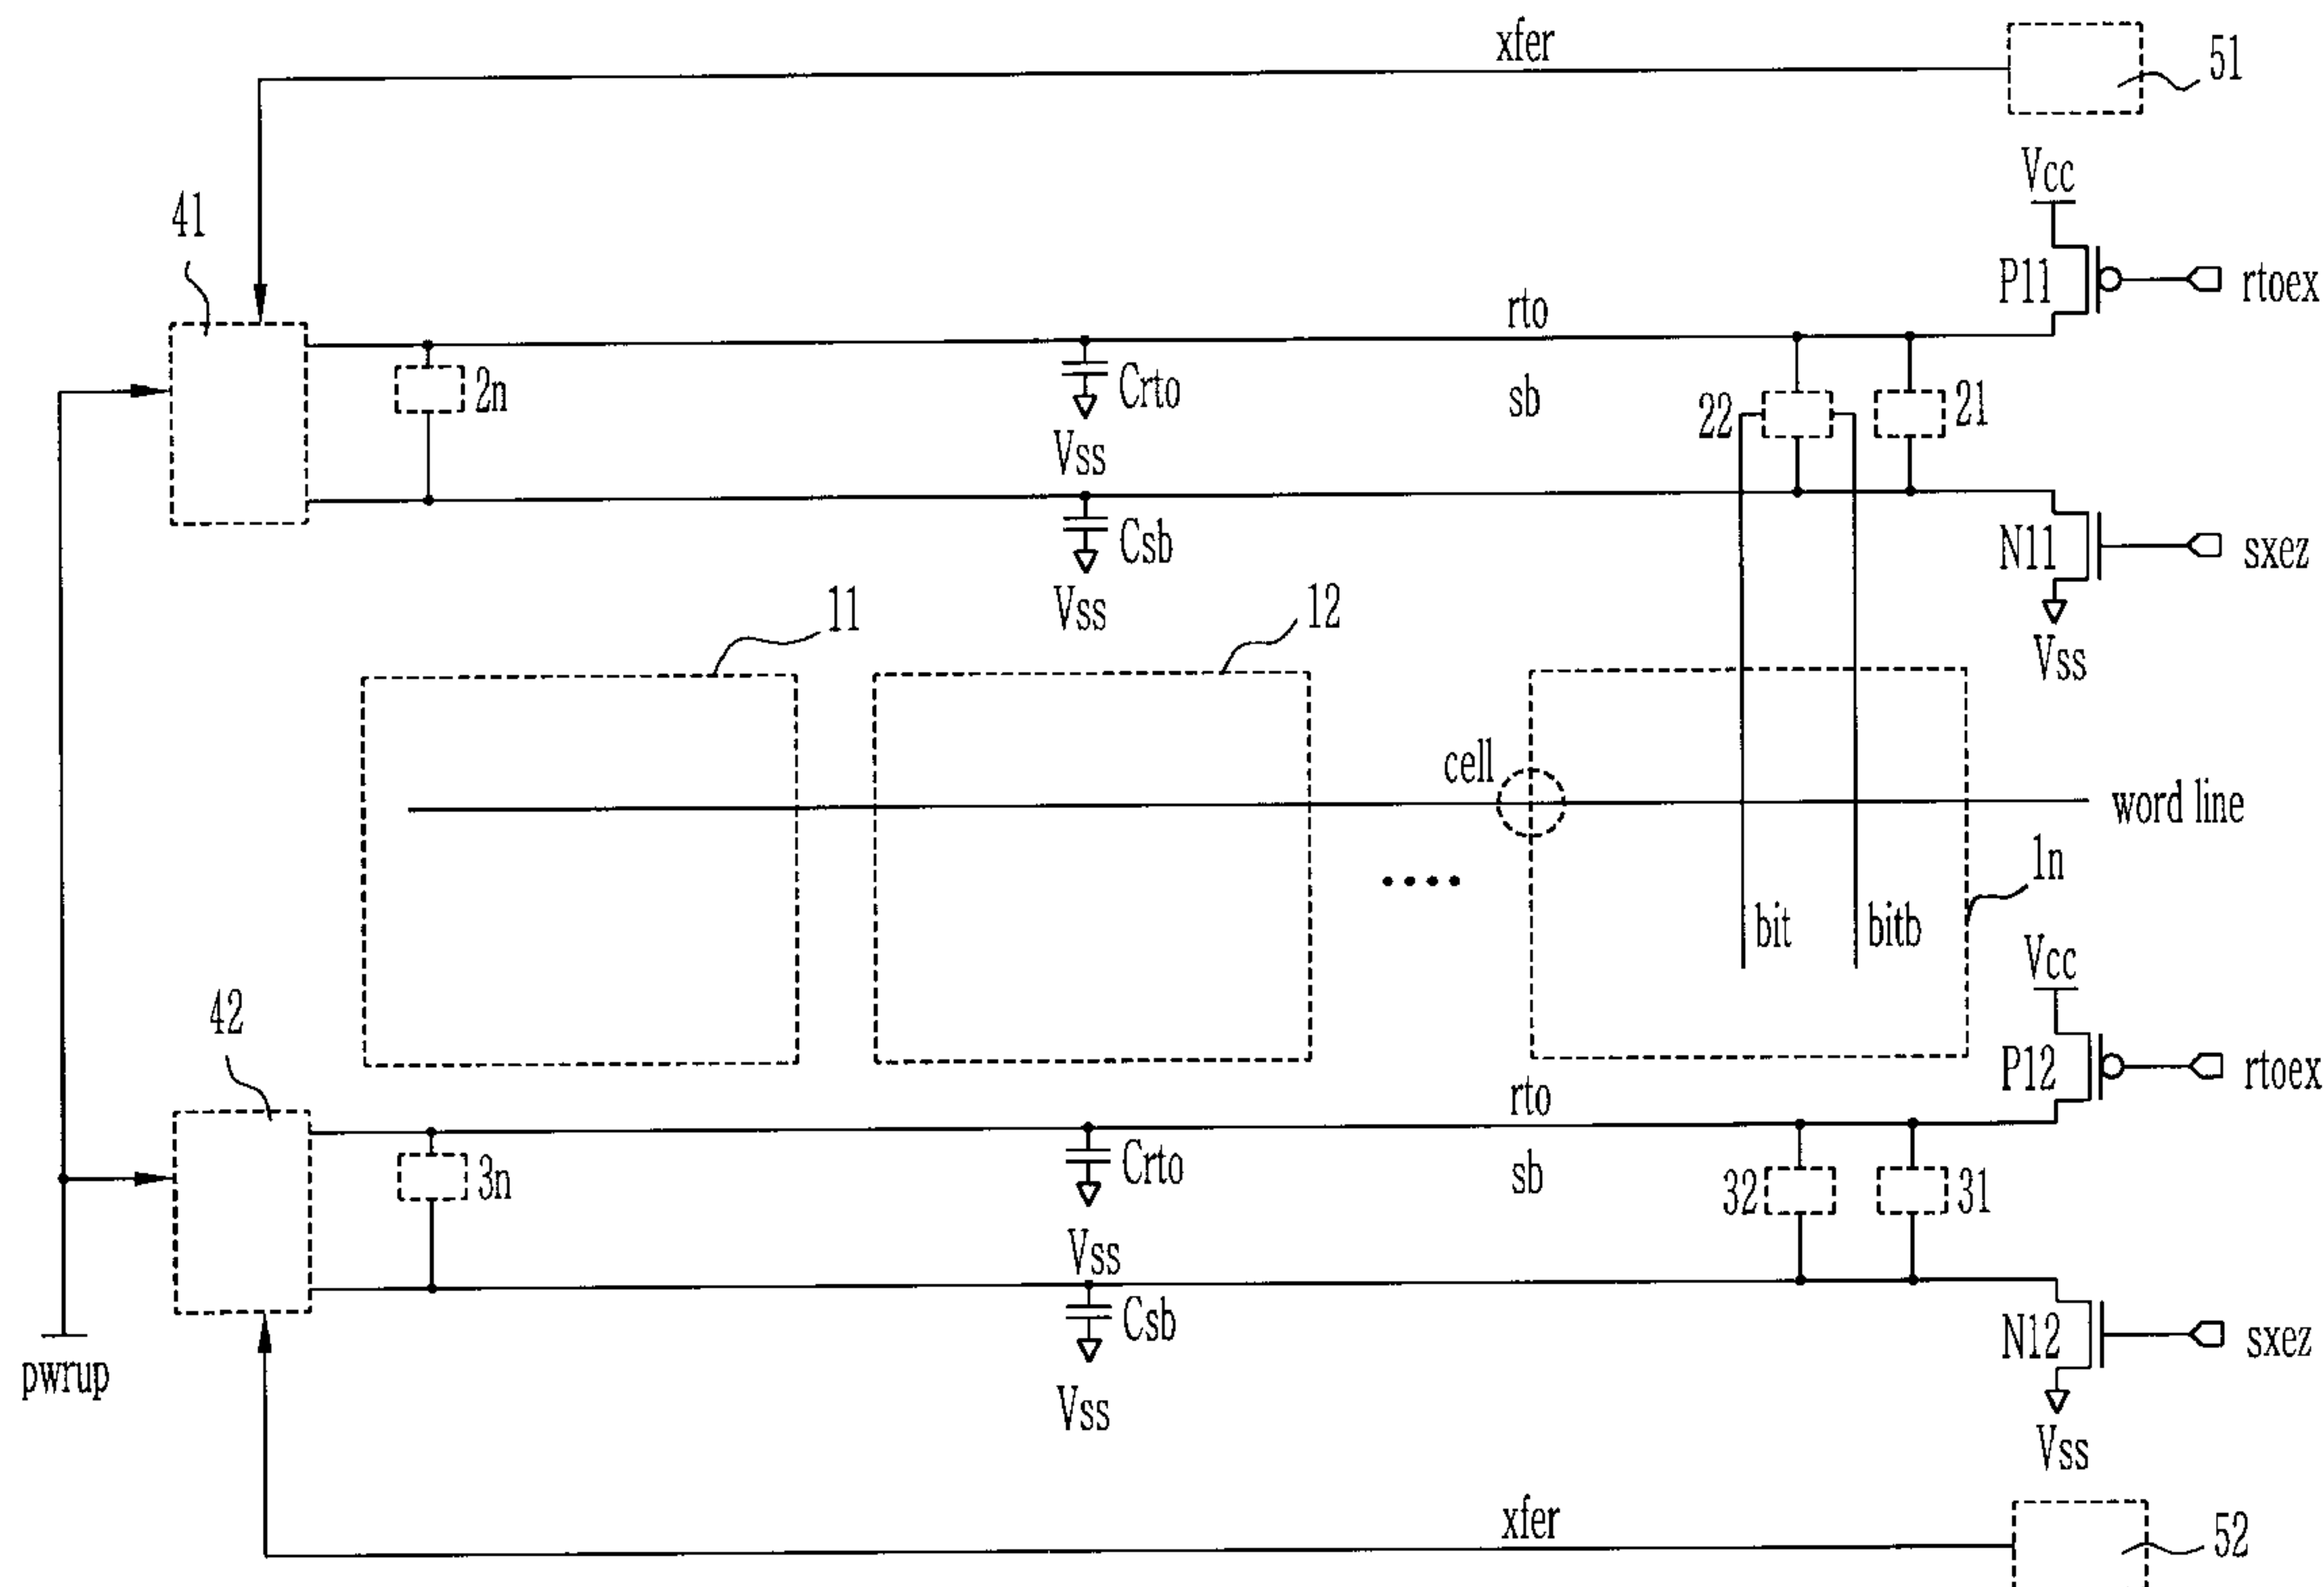 xfer
51
Vcc
41
P11
rtoex
rto
2n
Crto
sb
22
21
Vss
Csb
N11
sxez
Vss
11
12
Vss
cell
word line
1n
bit
bitb
Vcc
42
P12
rtoex
rto
3n
Crto
sb
32
31
Vss
Csb
N12
sxez
pwrup
Vss
Vss
xfer
52